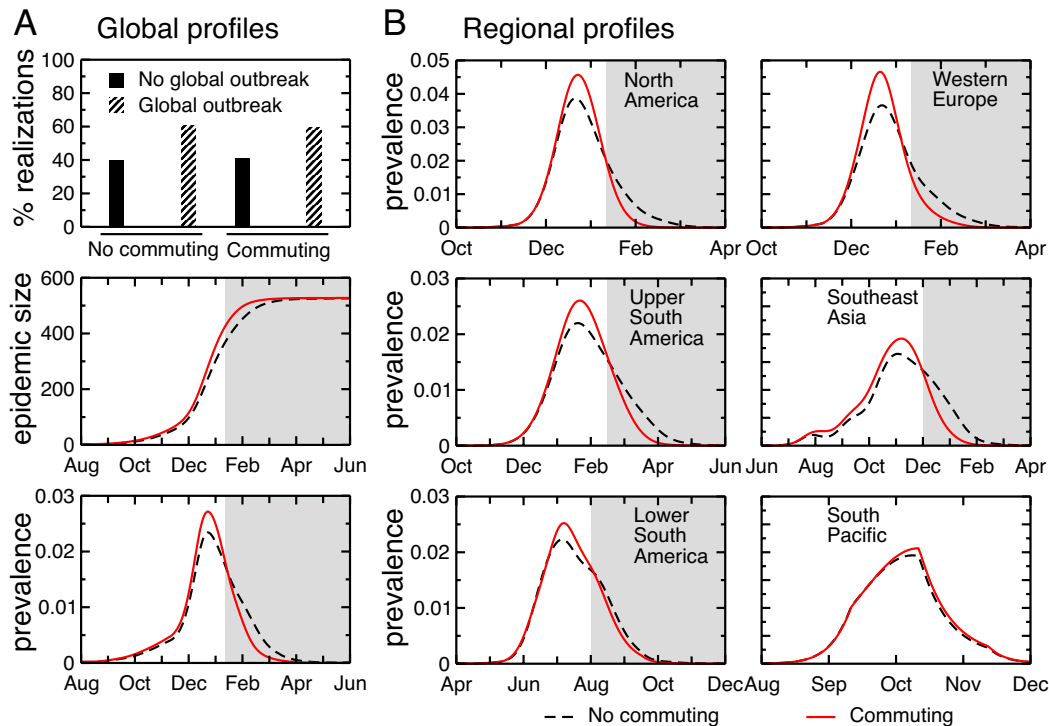 A Global profiles
B Regional profiles
100
80
60
40
20
0
% realizations
No global outbreak
Global outbreak
No commuting
Commuting
600
400
200
0
epidemic size
Aug Oct Dec Feb Apr Jun
0.03
0.02
0.01
0
prevalence
Aug Oct Dec Feb Apr Jun
0.05
0.04
0.03
0.02
0.01
0
prevalence
North
America
Oct Dec Feb Apr
Western
Europe
Oct Dec Feb Apr
0.03
0.02
0.01
0
prevalence
Upper
South
America
Oct Dec Feb Apr Jun
Southeast
Asia
Jun Aug Oct Dec Feb Apr
0.03
0.02
0.01
0
prevalence
Lower
South
America
Apr Jun Aug Oct Dec
South
Pacific
Aug Sep Oct Nov Dec
No commuting
Commuting